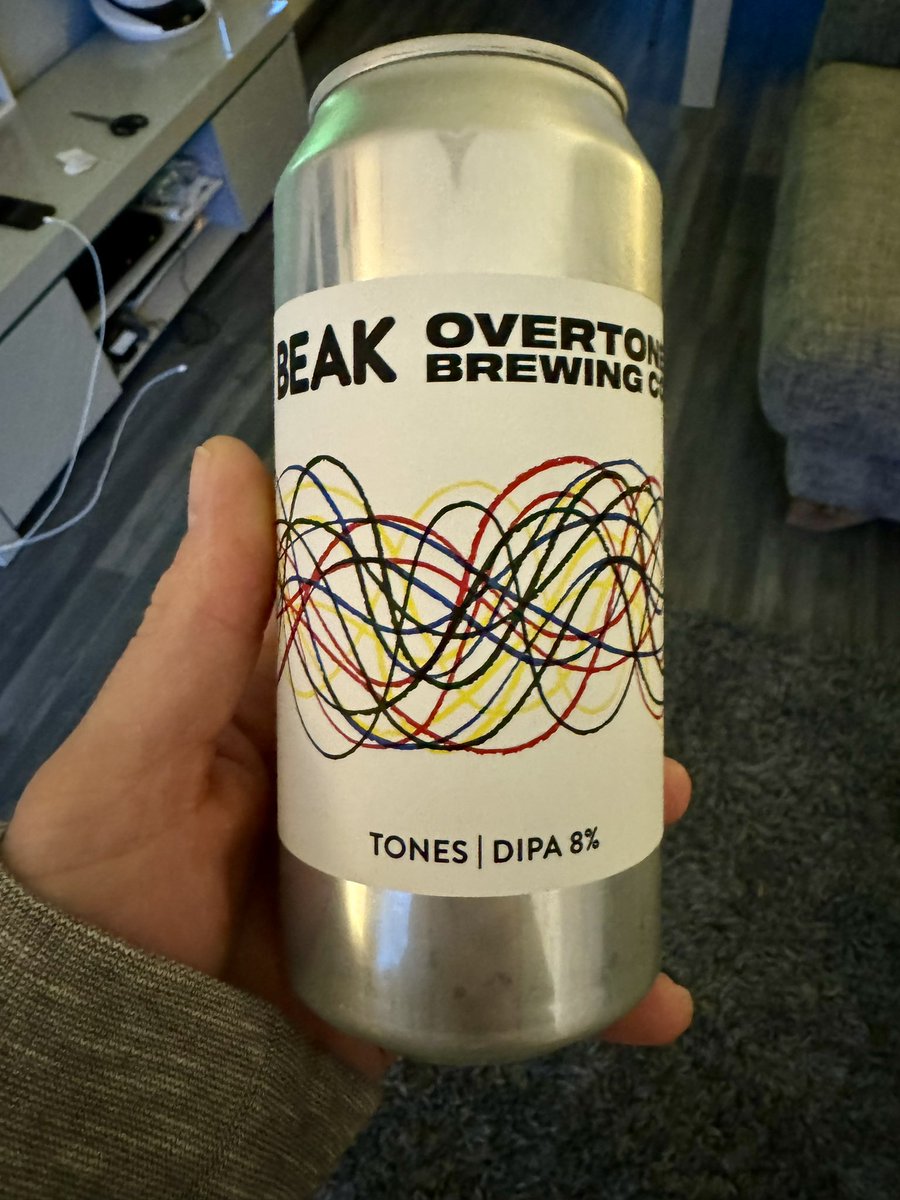 BEAK
OVERTONE
BREWING CO
TONES | DIPA 8%